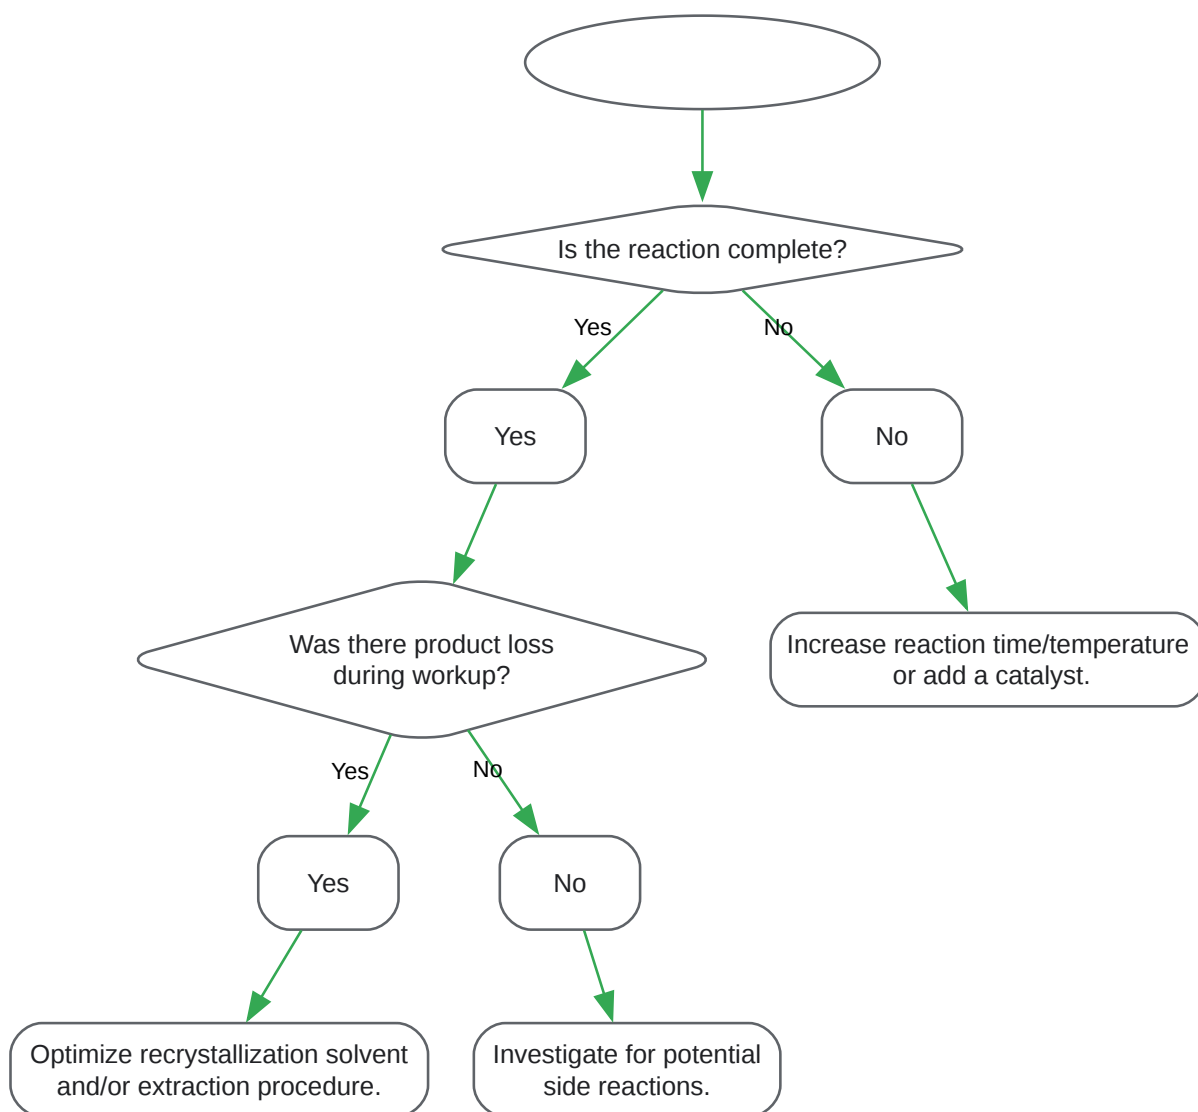 Is the reaction complete?
Yes
No
Yes
No
Was there product loss
during workup?
Increase reaction time/temperature
or add a catalyst.
Yes
No
Yes
No
Optimize recrystallization solvent
and/or extraction procedure.
Investigate for potential
side reactions.